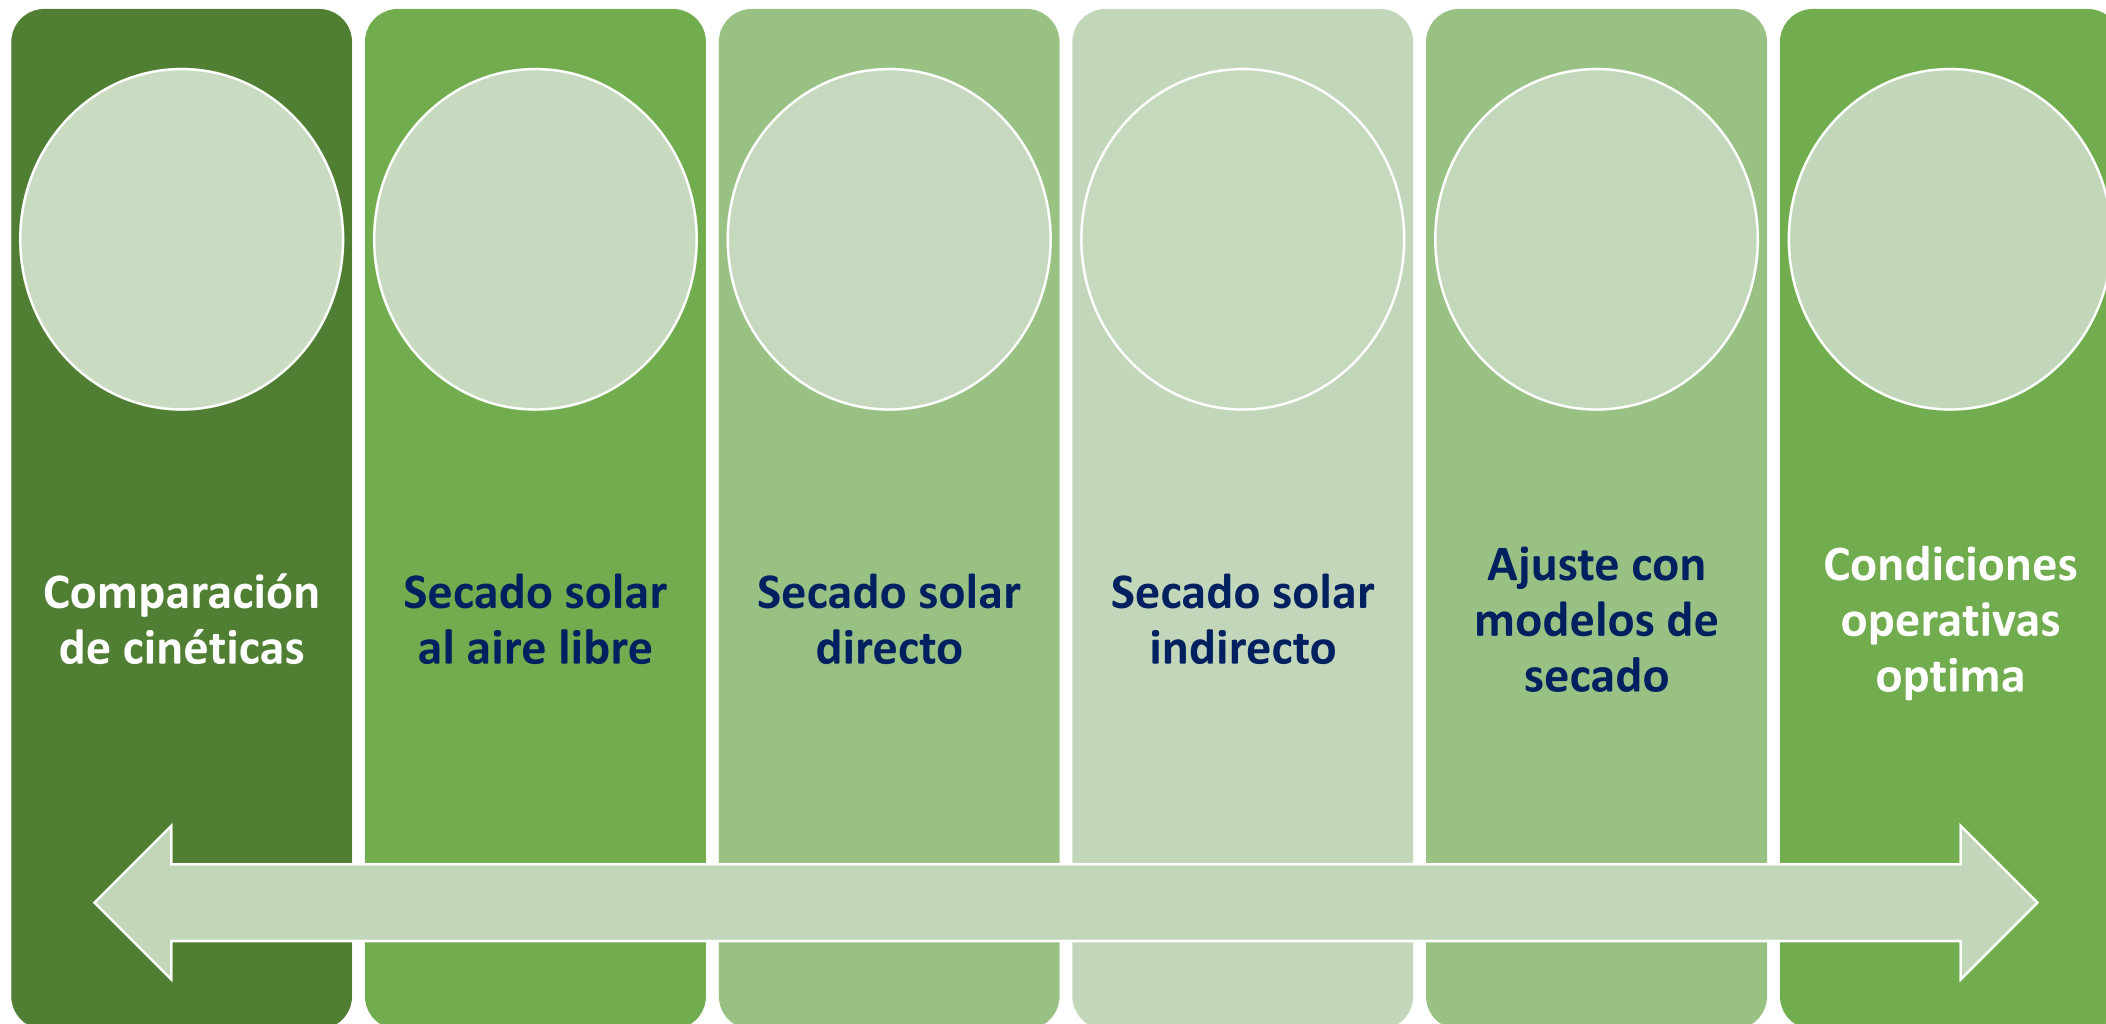 Comparación
de cinéticas
Secado solar
al aire libre
Secado solar
directo
Secado solar
indirecto
Ajuste con
modelos de
secado
Condiciones
operativas
optima